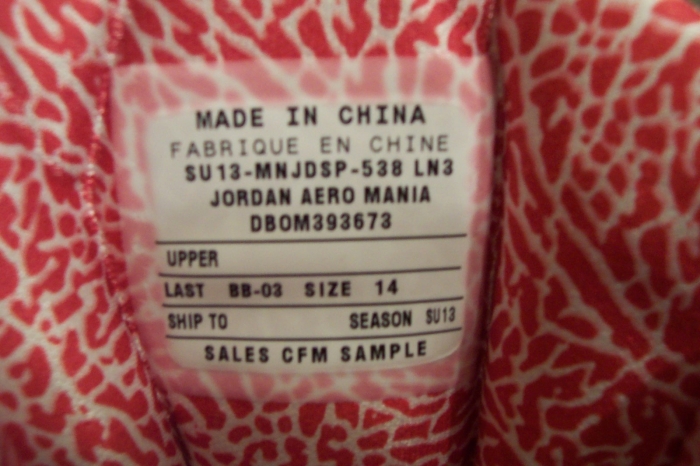 MADE IN CHINA
FABRIQUE EN CHINE
SU13-MNJDSP-538 LN3
JORDAN AERO MANIA
DBOM393673
UPPER
LAST BB-03 SIZE 14
SHIP TO SEASON SU13
SALES CFM SAMPLE